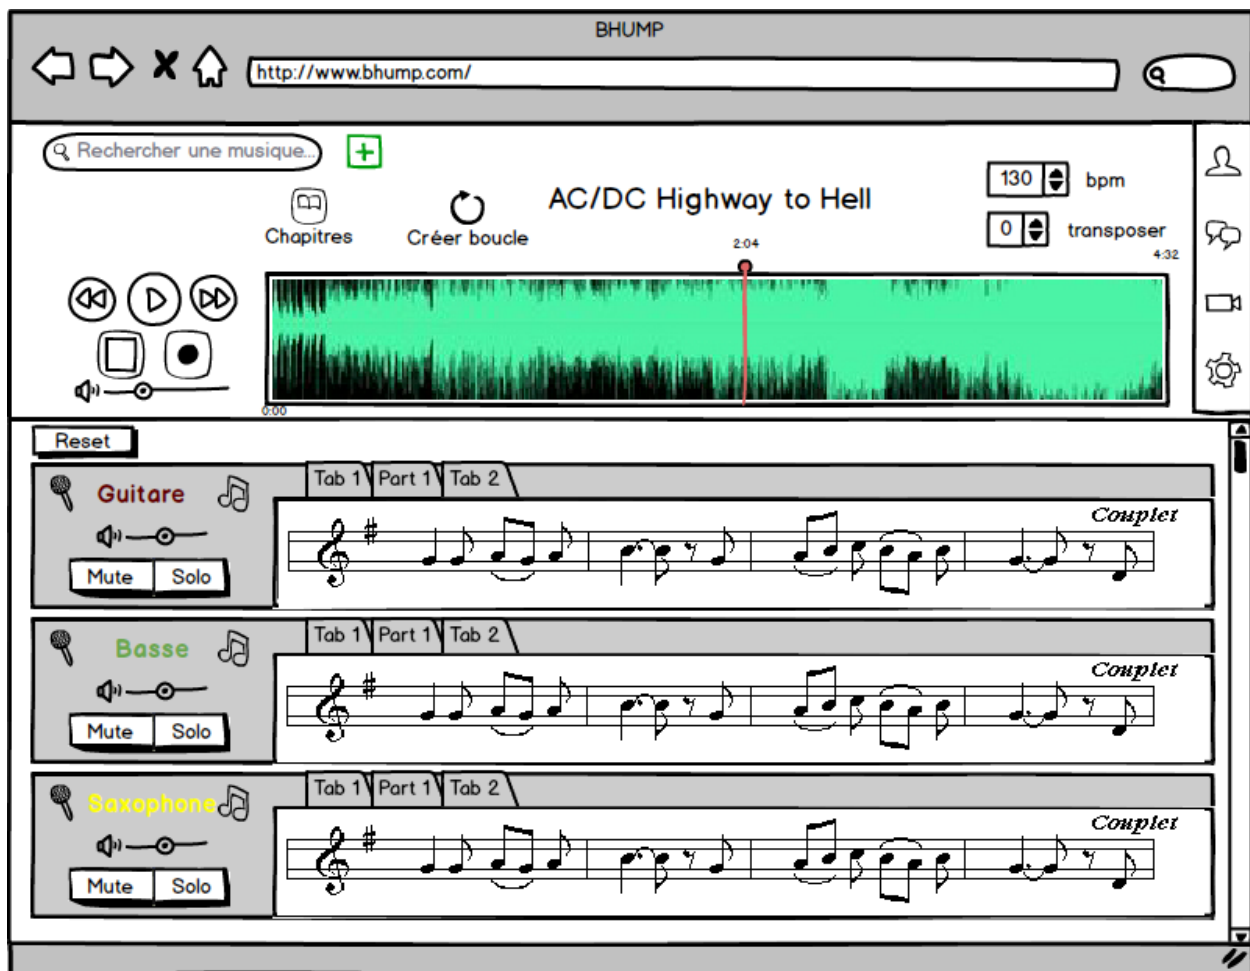 BHUMP
http://www.bhump.com/
Rechercher une musique...
130 bpm
AC/DC Highway to Hell
Chapitres
Créer boucle
0 transposer
2:04
4:32
0:00
Reset
Guitare
Tab 1 Part 1 Tab 2
Couplet
Mute Solo
Basse
Tab 1 Part 1 Tab 2
Couplet
Mute Solo
Saxophone
Tab 1 Part 1 Tab 2
Couplet
Mute Solo